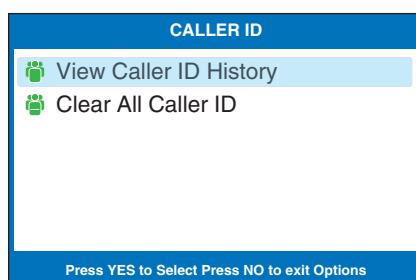 CALLER ID
View Caller ID History
Clear All Caller ID
Press YES to Select Press NO to exit Options